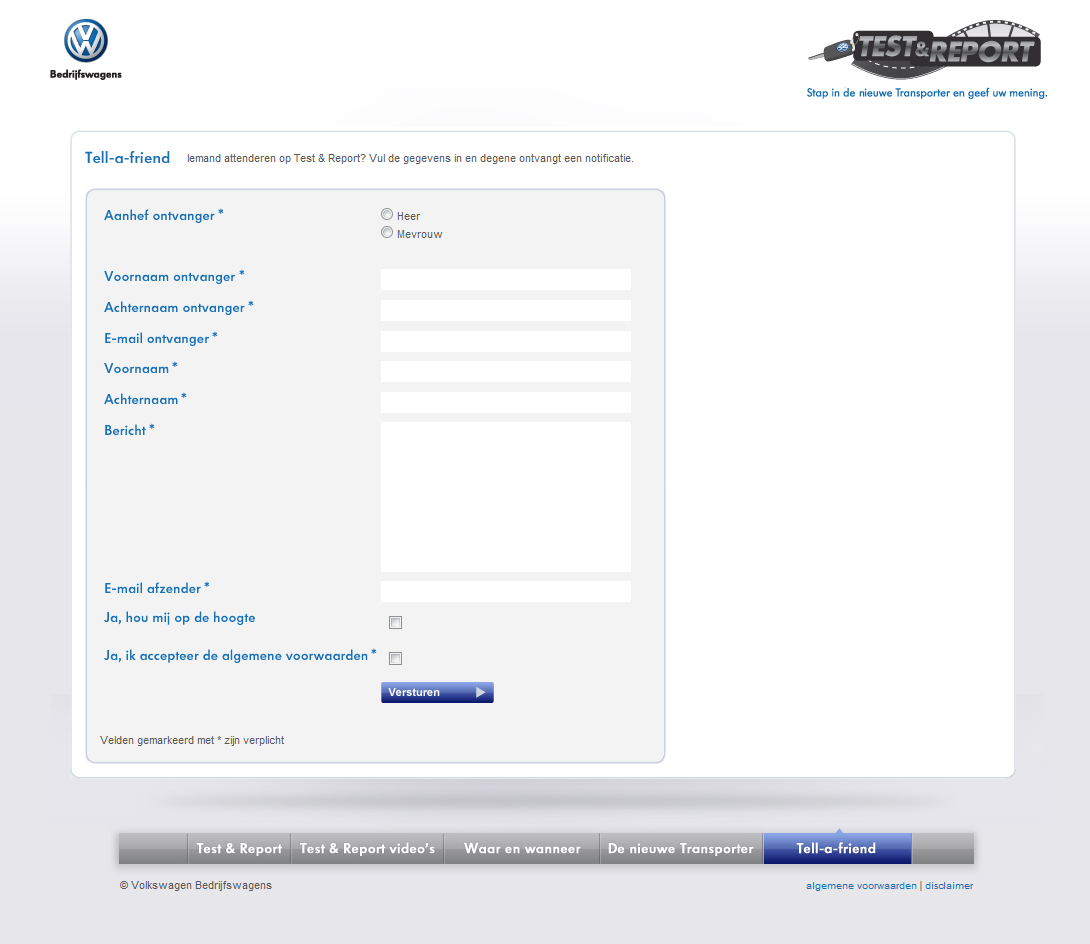 Bedrijfswagens
TEST&REPORT
Stap in de nieuwe Transporter en geef uw mening.
Tell-a-friend Iemand attenderen op Test & Report? Vul de gegevens in en degene ontvangt een notificatie.
Aanhef ontvanger * Heer
Mevrouw
Voornaam ontvanger *
Achternaam ontvanger *
E-mail ontvanger *
Voornaam *
Achternaam *
Bericht *
E-mail afzender *
Ja, hou mij op de hoogte
Ja, ik accepteer de algemene voorwaarden *
Versturen
Velden gemarkeerd met * zijn verplicht
Test & Report Test & Report video's Waar en wanneer De nieuwe Transporter Tell-a-friend
© Volkswagen Bedrijfswagens algemene voorwaarden | disclaimer